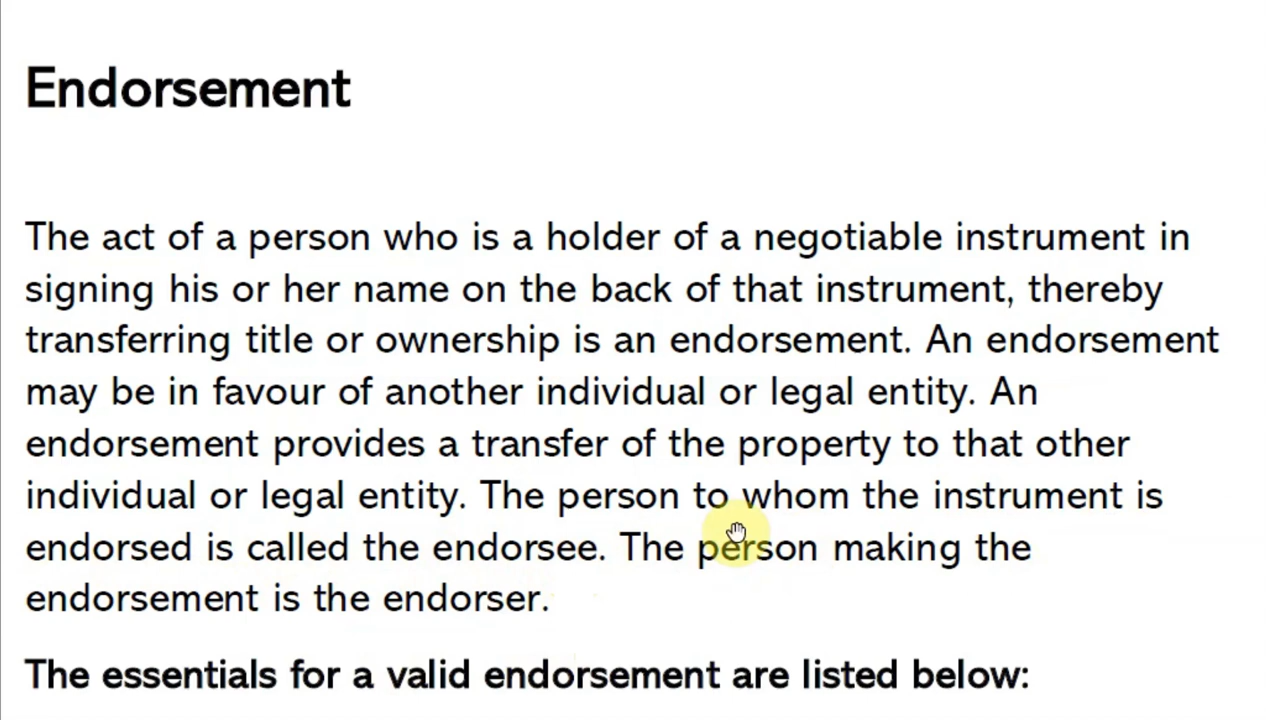 Endorsement
The act of a person who is a holder of a negotiable instrument in
signing his or her name on the back of that instrument, thereby
transferring title or ownership is an endorsement. An endorsement
may be in favour of another individual or legal entity. An
endorsement provides a transfer of the property to that other
individual or legal entity. The person to whom the instrument is
endorsed is called the endorsee. The person making the
endorsement is the endorser.
The essentials for a valid endorsement are listed below: